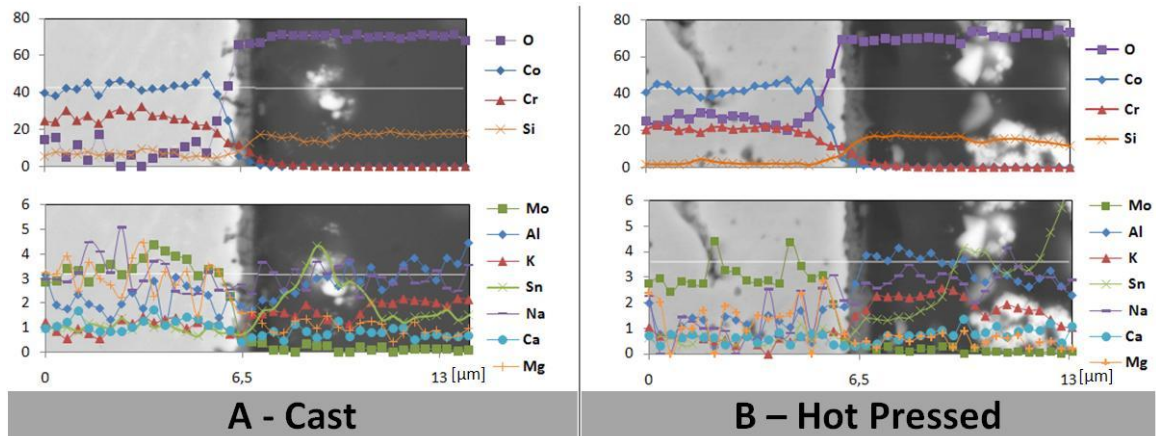 80
60
40
20
0
O
Co
Cr
Si
6
5
4
3
2
1
0
Mo
Al
K
Sn
Na
Ca
Mg
0 6,5 13 [µm]
A - Cast
80
60
40
20
0
O
Co
Cr
Si
6
5
4
3
2
1
0
Mo
Al
K
Sn
Na
Ca
Mg
0 6,5 13 [µm]
B – Hot Pressed